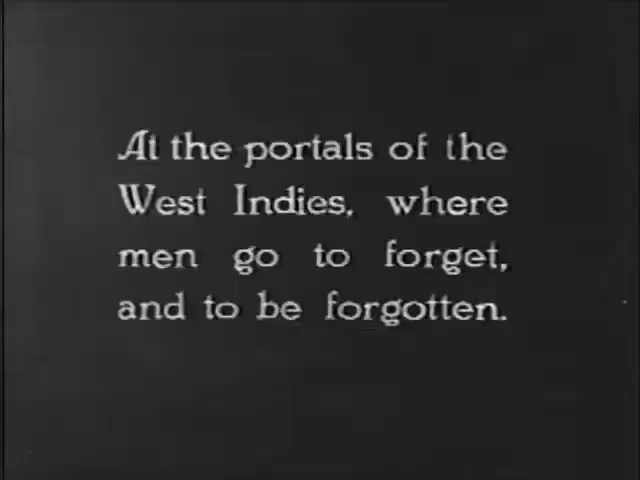 At the portals of the
West Indies, where
men go to forget,
and to be forgotten.